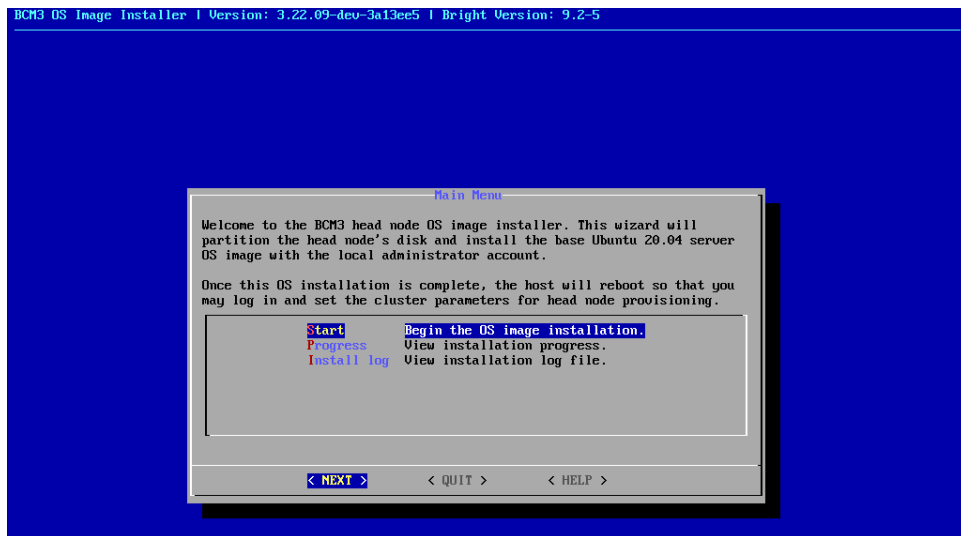 BCM3 OS Image Installer | Version: 3.22.09-dev-3a13ee5 | Bright Version: 9.2-5
Main Menu
Welcome to the BCM3 head node OS image installer. This wizard will
partition the head node's disk and install the base Ubuntu 20.04 server
OS image with the local administrator account.
Once this OS installation is complete, the host will reboot so that you
may log in and set the cluster parameters for head node provisioning.
Start Begin the OS image installation.
Progress View installation progress.
Install log View installation log file.
< NEXT > < QUIT > < HELP >